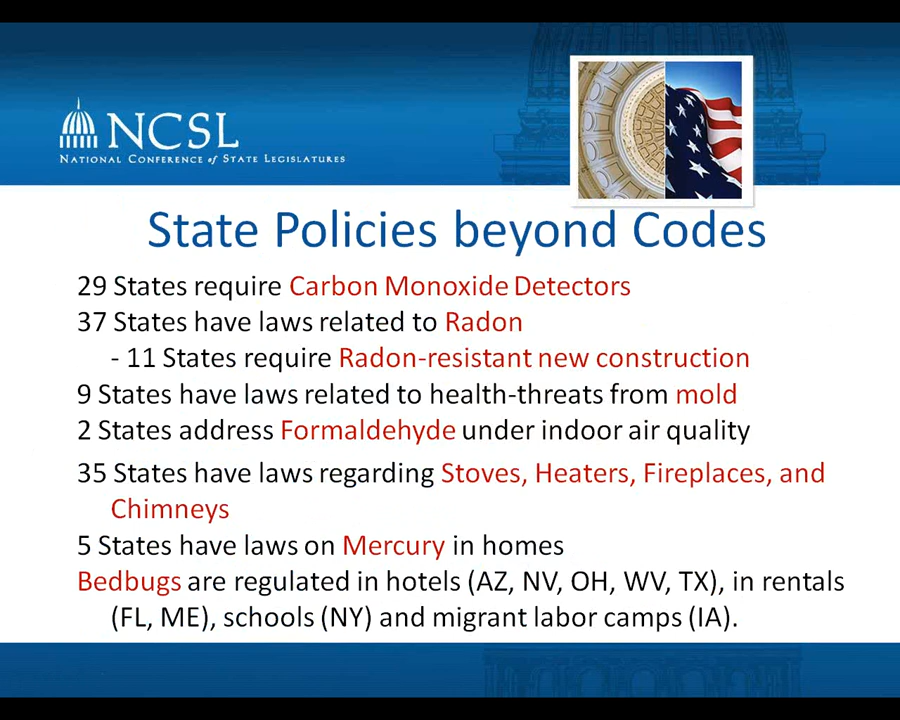 NCSL
NATIONAL CONFERENCE of STATE LEGISLATURES
State Policies beyond Codes
29 States require Carbon Monoxide Detectors
37 States have laws related to Radon
- 11 States require Radon-resistant new construction
9 States have laws related to health-threats from mold
2 States address Formaldehyde under indoor air quality
35 States have laws regarding Stoves, Heaters, Fireplaces, and
Chimneys
5 States have laws on Mercury in homes
Bedbugs are regulated in hotels (AZ, NV, OH, WV, TX), in rentals
(FL, ME), schools (NY) and migrant labor camps (IA).